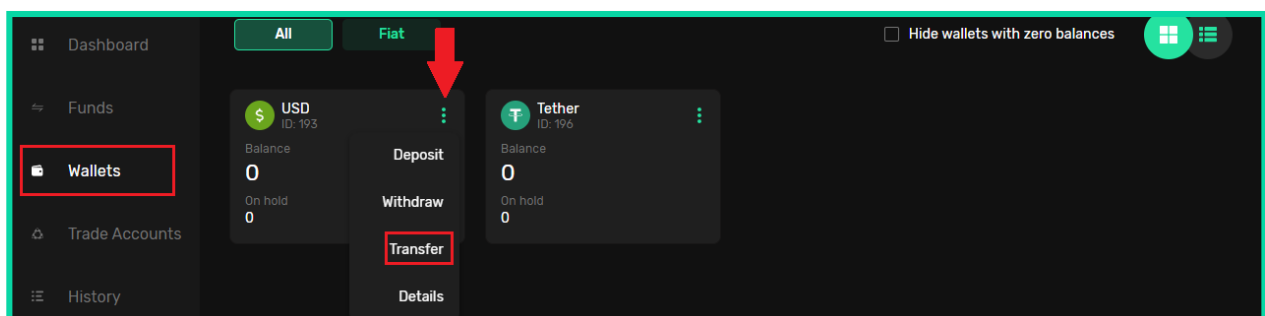 Dashboard
Funds
Wallets
Trade Accounts
History
All
Fiat
Hide wallets with zero balances
$
USD
ID: 193
Balance
0
On hold
0
Deposit
Withdraw
Transfer
Details
Tether
ID: 196
Balance
0
On hold
0